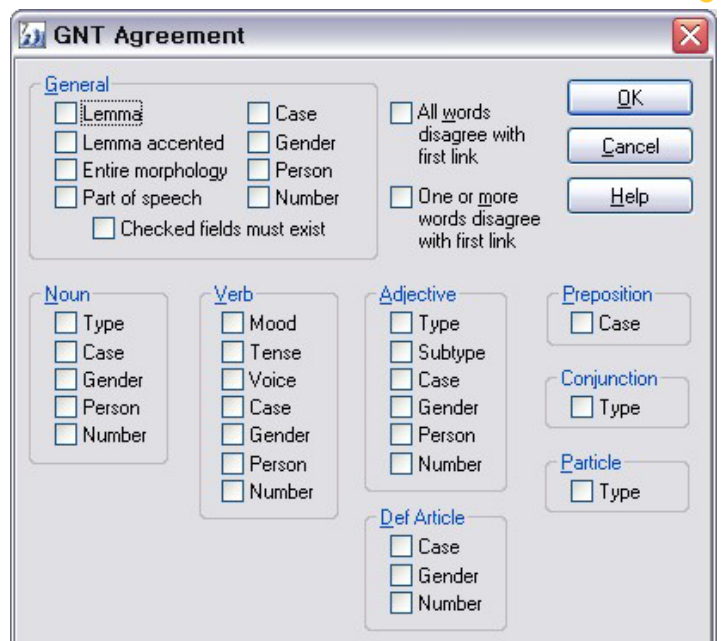 GNT Agreement
General
Lemma
Lemma accented
Entire morphology
Part of speech
Case
Gender
Person
Number
Checked fields must exist
All words
disagree with
first link
One or more
words disagree
with first link
OK
Cancel
Help
Noun
Type
Case
Gender
Person
Number
Verb
Mood
Tense
Voice
Case
Gender
Person
Number
Adjective
Type
Subtype
Case
Gender
Person
Number
Def Article
Case
Gender
Number
Preposition
Case
Conjunction
Type
Particle
Type